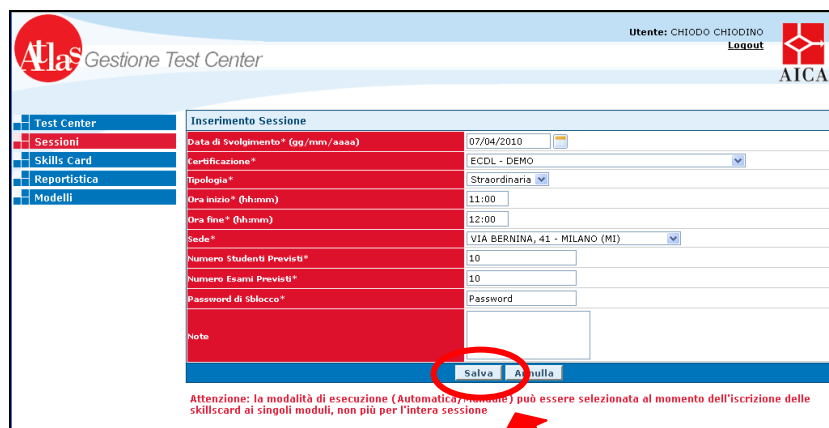 Utente: CHIODO CHIODINO
Logout
Atlas Gestione Test Center
AICA
Test Center
Sessioni
Skills Card
Reportistica
Modelli
Inserimento Sessione
Data di Svolgimento* (gg/mm/aaaa) 07/04/2010
Certificazione* ECDL - DEMO
Tipologia* Straordinaria
Ora inizio* (hh:mm) 11:00
Ora fine* (hh:mm) 12:00
Sede* VIA BERNINA, 41 - MILANO (MI)
Numero Studenti Previsti* 10
Numero Esami Previsti* 10
Password di Sblocco* Password
Note
Salva Annulla
Attenzione: la modalità di esecuzione (Automatica/Manuale) può essere selezionata al momento dell'iscrizione delle
skillscard ai singoli moduli, non più per l'intera sessione